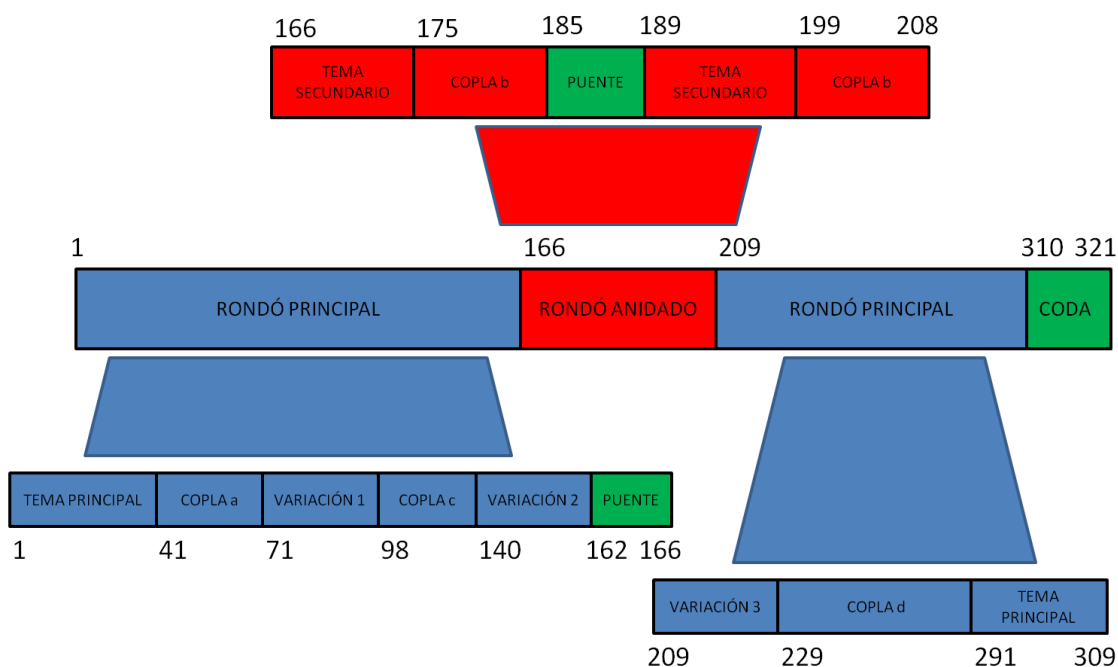 166 175 185 189 199 208
TEMA
SECUNDARIO
COPLA b
PUENTE
TEMA
SECUNDARIO
COPLA b
1 166 209 310 321
RONDÓ PRINCIPAL
RONDÓ ANIDADO
RONDÓ PRINCIPAL
CODA
TEMA PRINCIPAL
COPLA a
VARIACIÓN 1
COPLA c
VARIACIÓN 2
PUENTE
1 41 71 98 140 162 166
VARIACIÓN 3
COPLA d
TEMA
PRINCIPAL
209 229 291 309